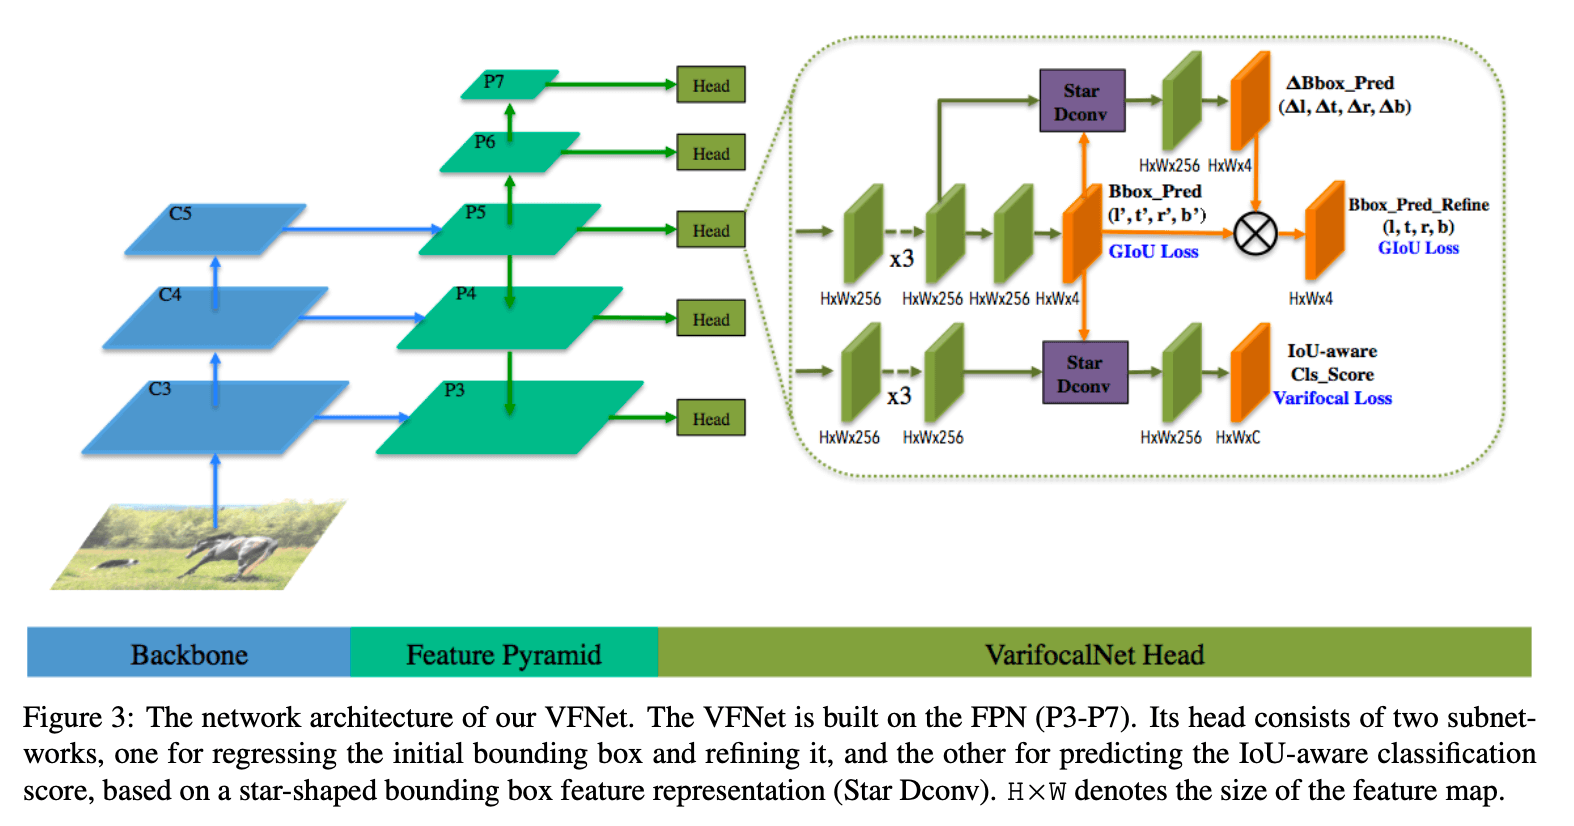 P7
Head
P6
Head
C5
P5
Head
C4
P4
Head
C3
P3
Head
Star
Dconv
ΔBbox_Pred
(Δl, Δt, Δr, Δb)
HxWx256
HxWx4
Bbox_Pred
(l’, t’, r’, b’)
GIoU Loss
Bbox_Pred_Refine
(l, t, r, b)
GIoU Loss
x3
HxWx256
HxWx256
HxWx256
HxWx4
HxWx4
Star
Dconv
IoU-aware
Cls_Score
Varifocal Loss
x3
HxWx256
HxWx256
HxWx256
HxWxC
Backbone
Feature Pyramid
VarifocalNet Head
Figure 3: The network architecture of our VFNet. The VFNet is built on the FPN (P3-P7). Its head consists of two subnet-
works, one for regressing the initial bounding box and refining it, and the other for predicting the IoU-aware classification
score, based on a star-shaped bounding box feature representation (Star Dconv). H×W denotes the size of the feature map.